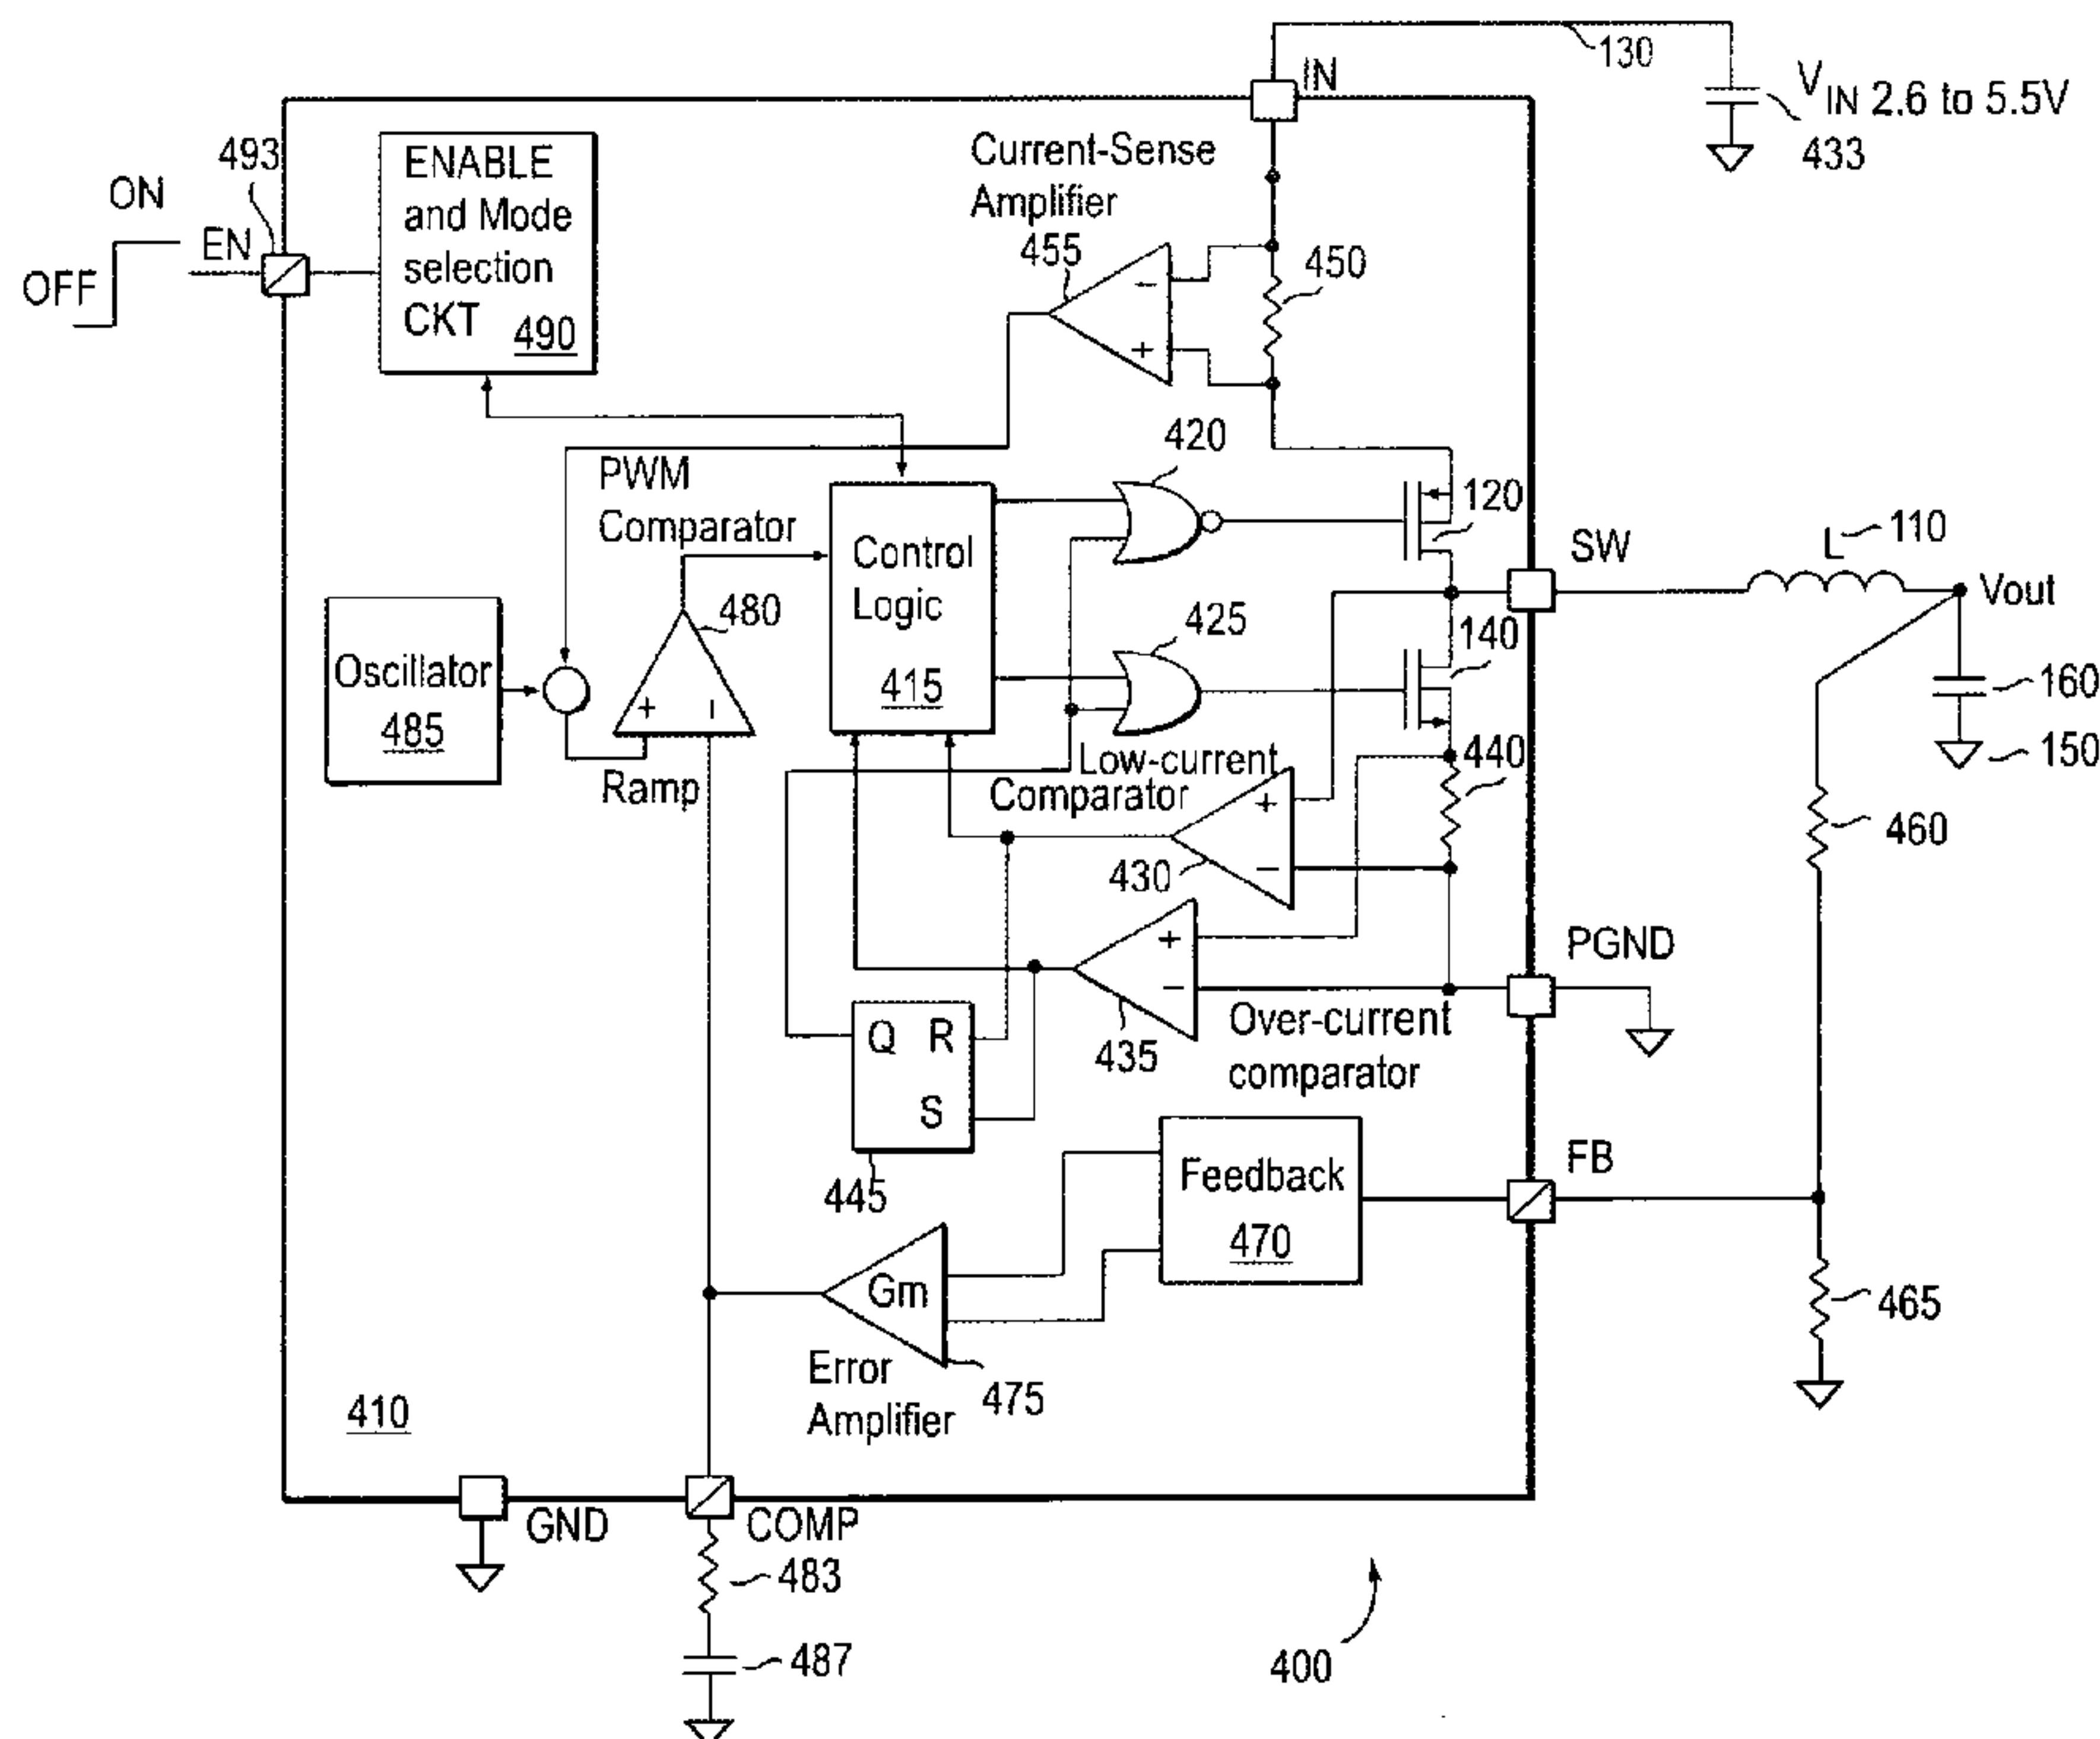 130
IN
V IN 2.6 to 5.5V
433
493
ENABLE
and Mode
selection
CKT
490
ON
EN
OFF
Current-Sense
Amplifier
455
450
420
PWM
Comparator
120
Control
Logic
415
SW
L
110
Vout
480
425
140
Oscillator
485
+
−
Ramp
160
150
Low-current
Comparator
440
+
−
430
460
+
−
435
PGND
Over-current
comparator
Q
R
S
445
Feedback
470
FB
Gm
Error
Amplifier
475
465
410
GND
COMP
483
487
400
−
+